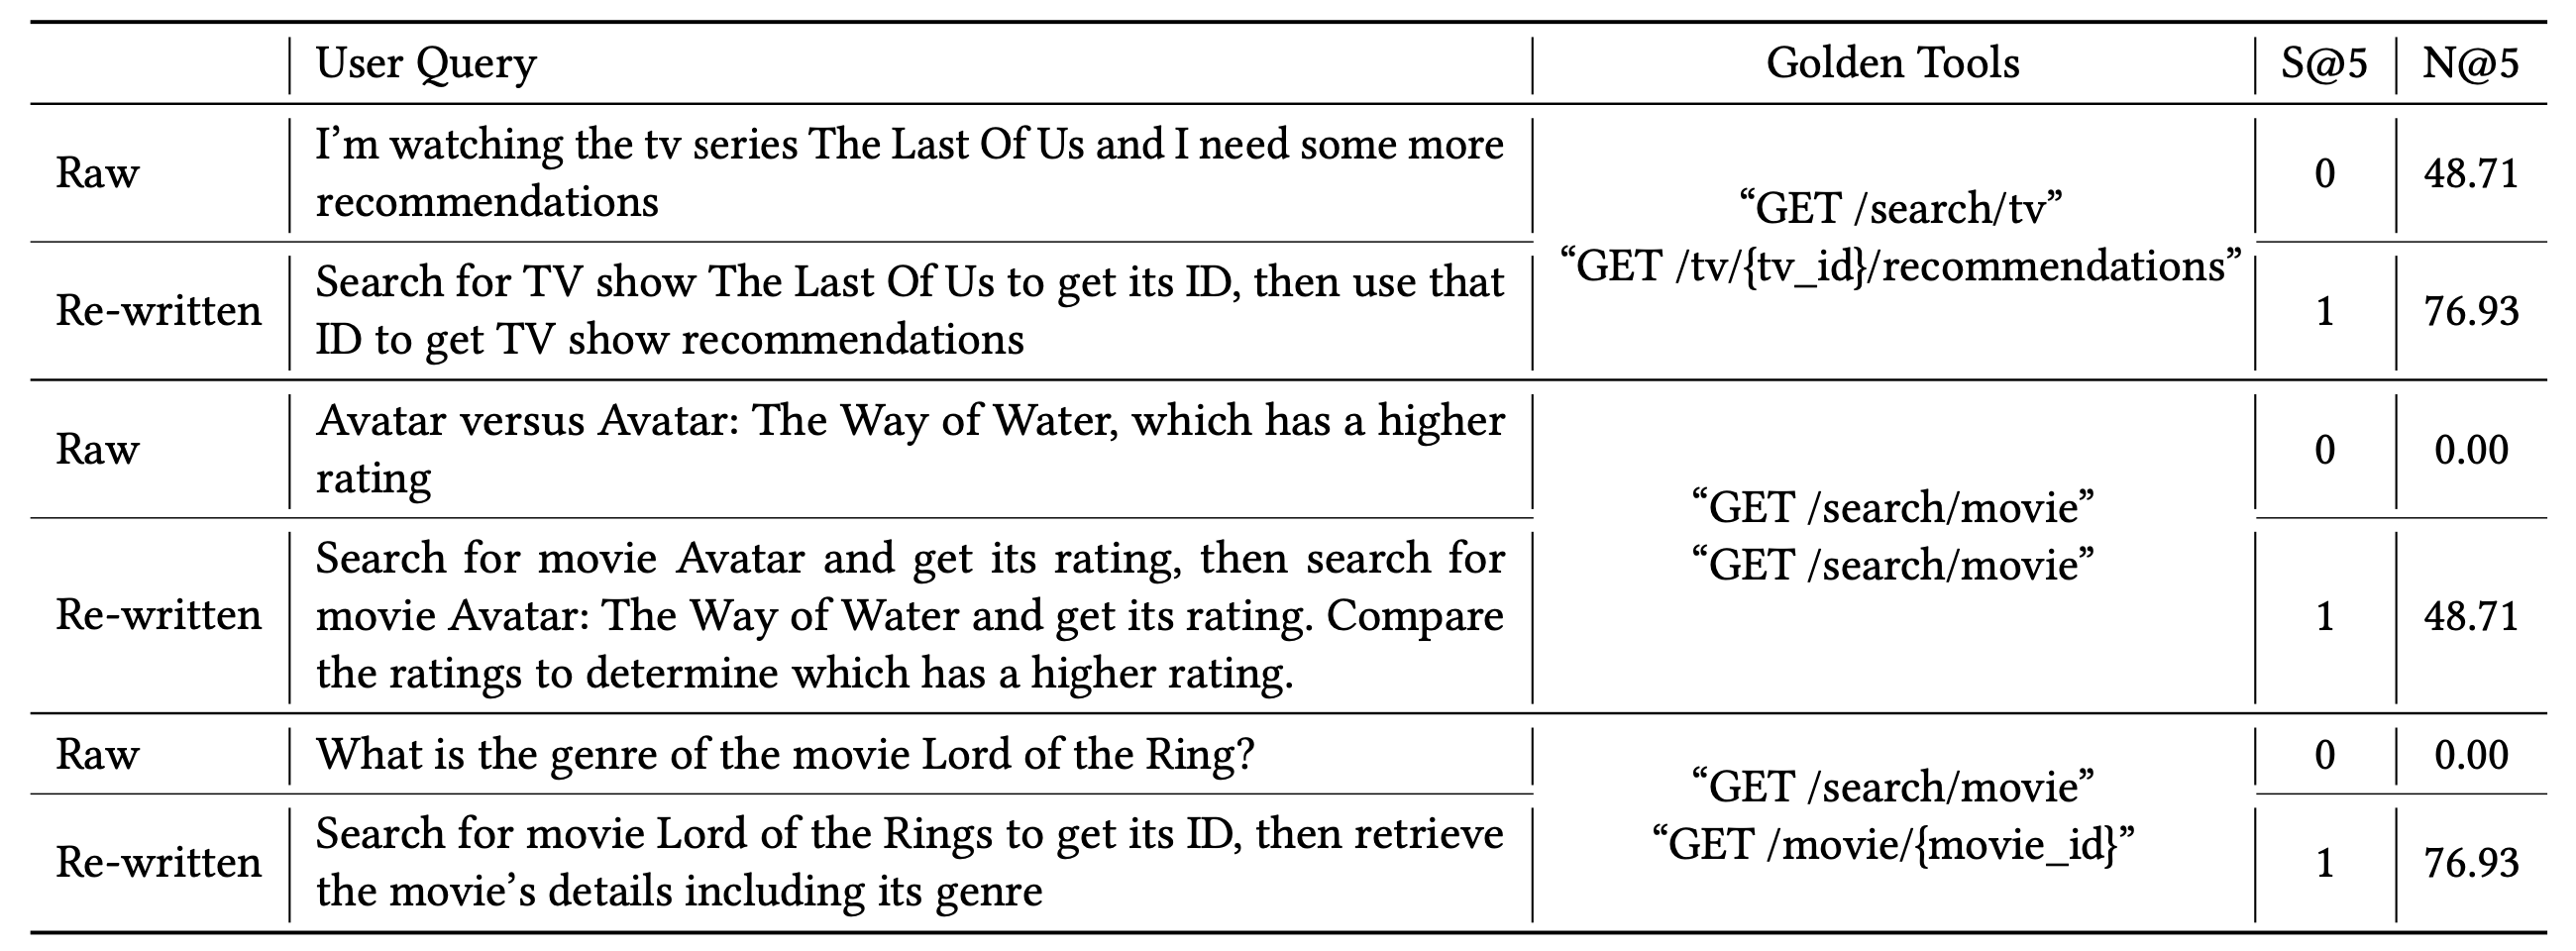 User Query Golden Tools S@5 N@5
Raw I’m watching the tv series The Last Of Us and I need some more
recommendations 0 48.71
“GET /search/tv”
“GET /tv/{tv_id}/recommendations”
Re-written Search for TV show The Last Of Us to get its ID, then use that
ID to get TV show recommendations 1 76.93
Raw Avatar versus Avatar: The Way of Water, which has a higher
rating 0 0.00
“GET /search/movie”
“GET /search/movie”
Re-written Search for movie Avatar and get its rating, then search for
movie Avatar: The Way of Water and get its rating. Compare
the ratings to determine which has a higher rating. 1 48.71
Raw What is the genre of the movie Lord of the Ring? 0 0.00
“GET /search/movie”
“GET /movie/{movie_id}”
Re-written Search for movie Lord of the Rings to get its ID, then retrieve
the movie’s details including its genre 1 76.93